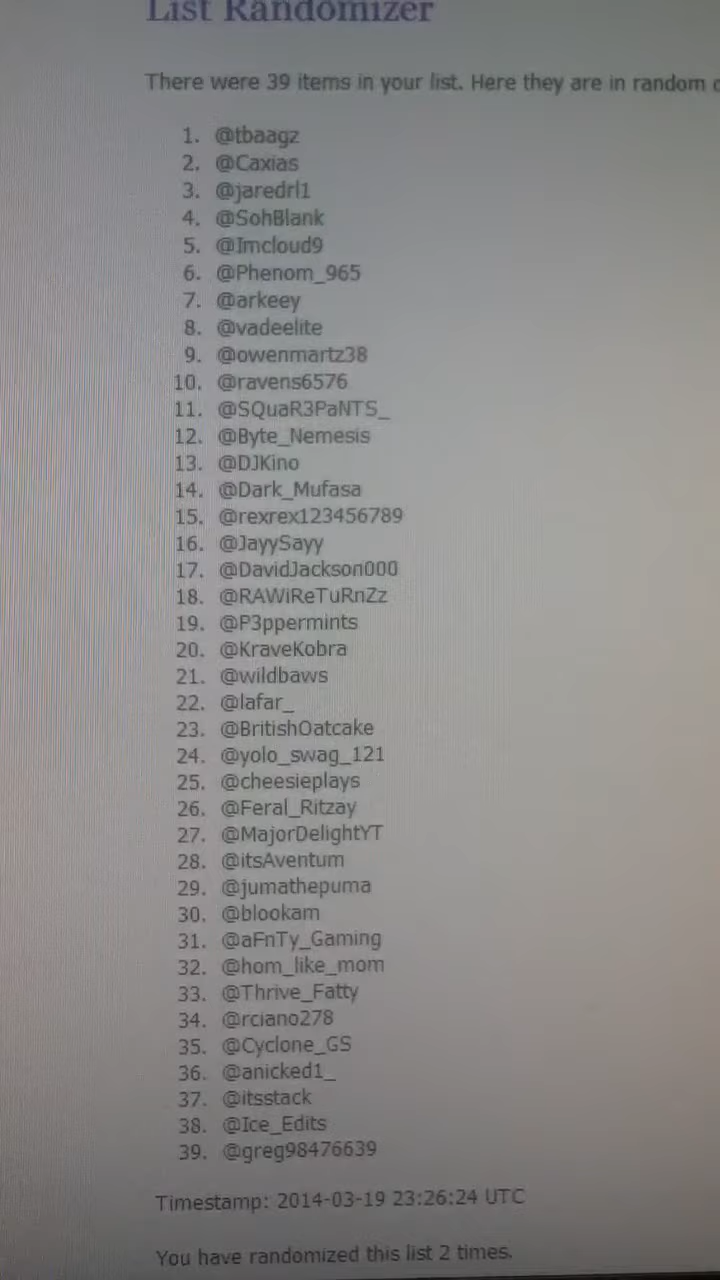 List Randomizer
There were 39 items in your list. Here they are in random
1. @tbaagz
2. @Caxias
3. @jaredrl1
4. @SohBlank
5. @Imcloud9
6. @Phenom_965
7. @arkeey
8. @vadeelite
9. @owenmartz38
10. @ravens6576
11. @SQuaR3PaNTS_
12. @Byte_Nemesis
13. @DJKino
14. @Dark_Mufasa
15. @rexrex123456789
16. @JayySayy
17. @DavidJackson000
18. @RAWiReTuRnZz
19. @P3ppermints
20. @KraveKobra
21. @wildbaws
22. @lafar_
23. @BritishOatcake
24. @yolo_swag_121
25. @cheesieplays
26. @Feral_Ritzay
27. @MajorDelightYT
28. @itsAventum
29. @jumathepuma
30. @blookam
31. @aFnTy_Gaming
32. @hom_like_mom
33. @Thrive_Fatty
34. @rciano278
35. @Cyclone_GS
36. @anicked1_
37. @itsstack
38. @Ice_Edits
39. @greg98476639
Timestamp: 2014-03-19 23:26:24 UTC
You have randomized this list 2 times.